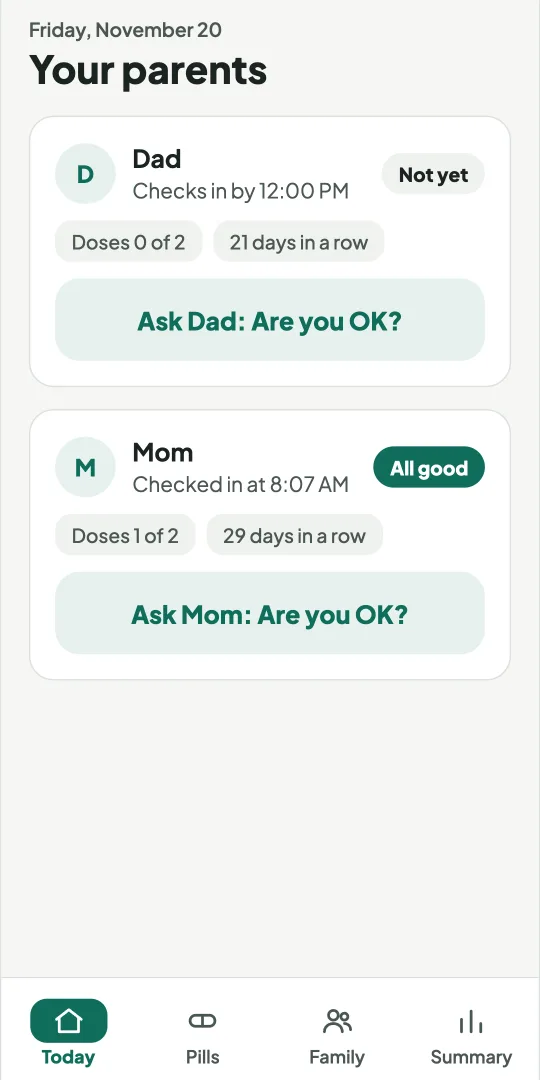 Friday, November 20
Your parents
D
Dad
Checks in by 12:00 PM
Not yet
Doses 0 of 2
21 days in a row
Ask Dad: Are you OK?
M
Mom
Checked in at 8:07 AM
All good
Doses 1 of 2
29 days in a row
Ask Mom: Are you OK?
Today
Pills
Family
Summary